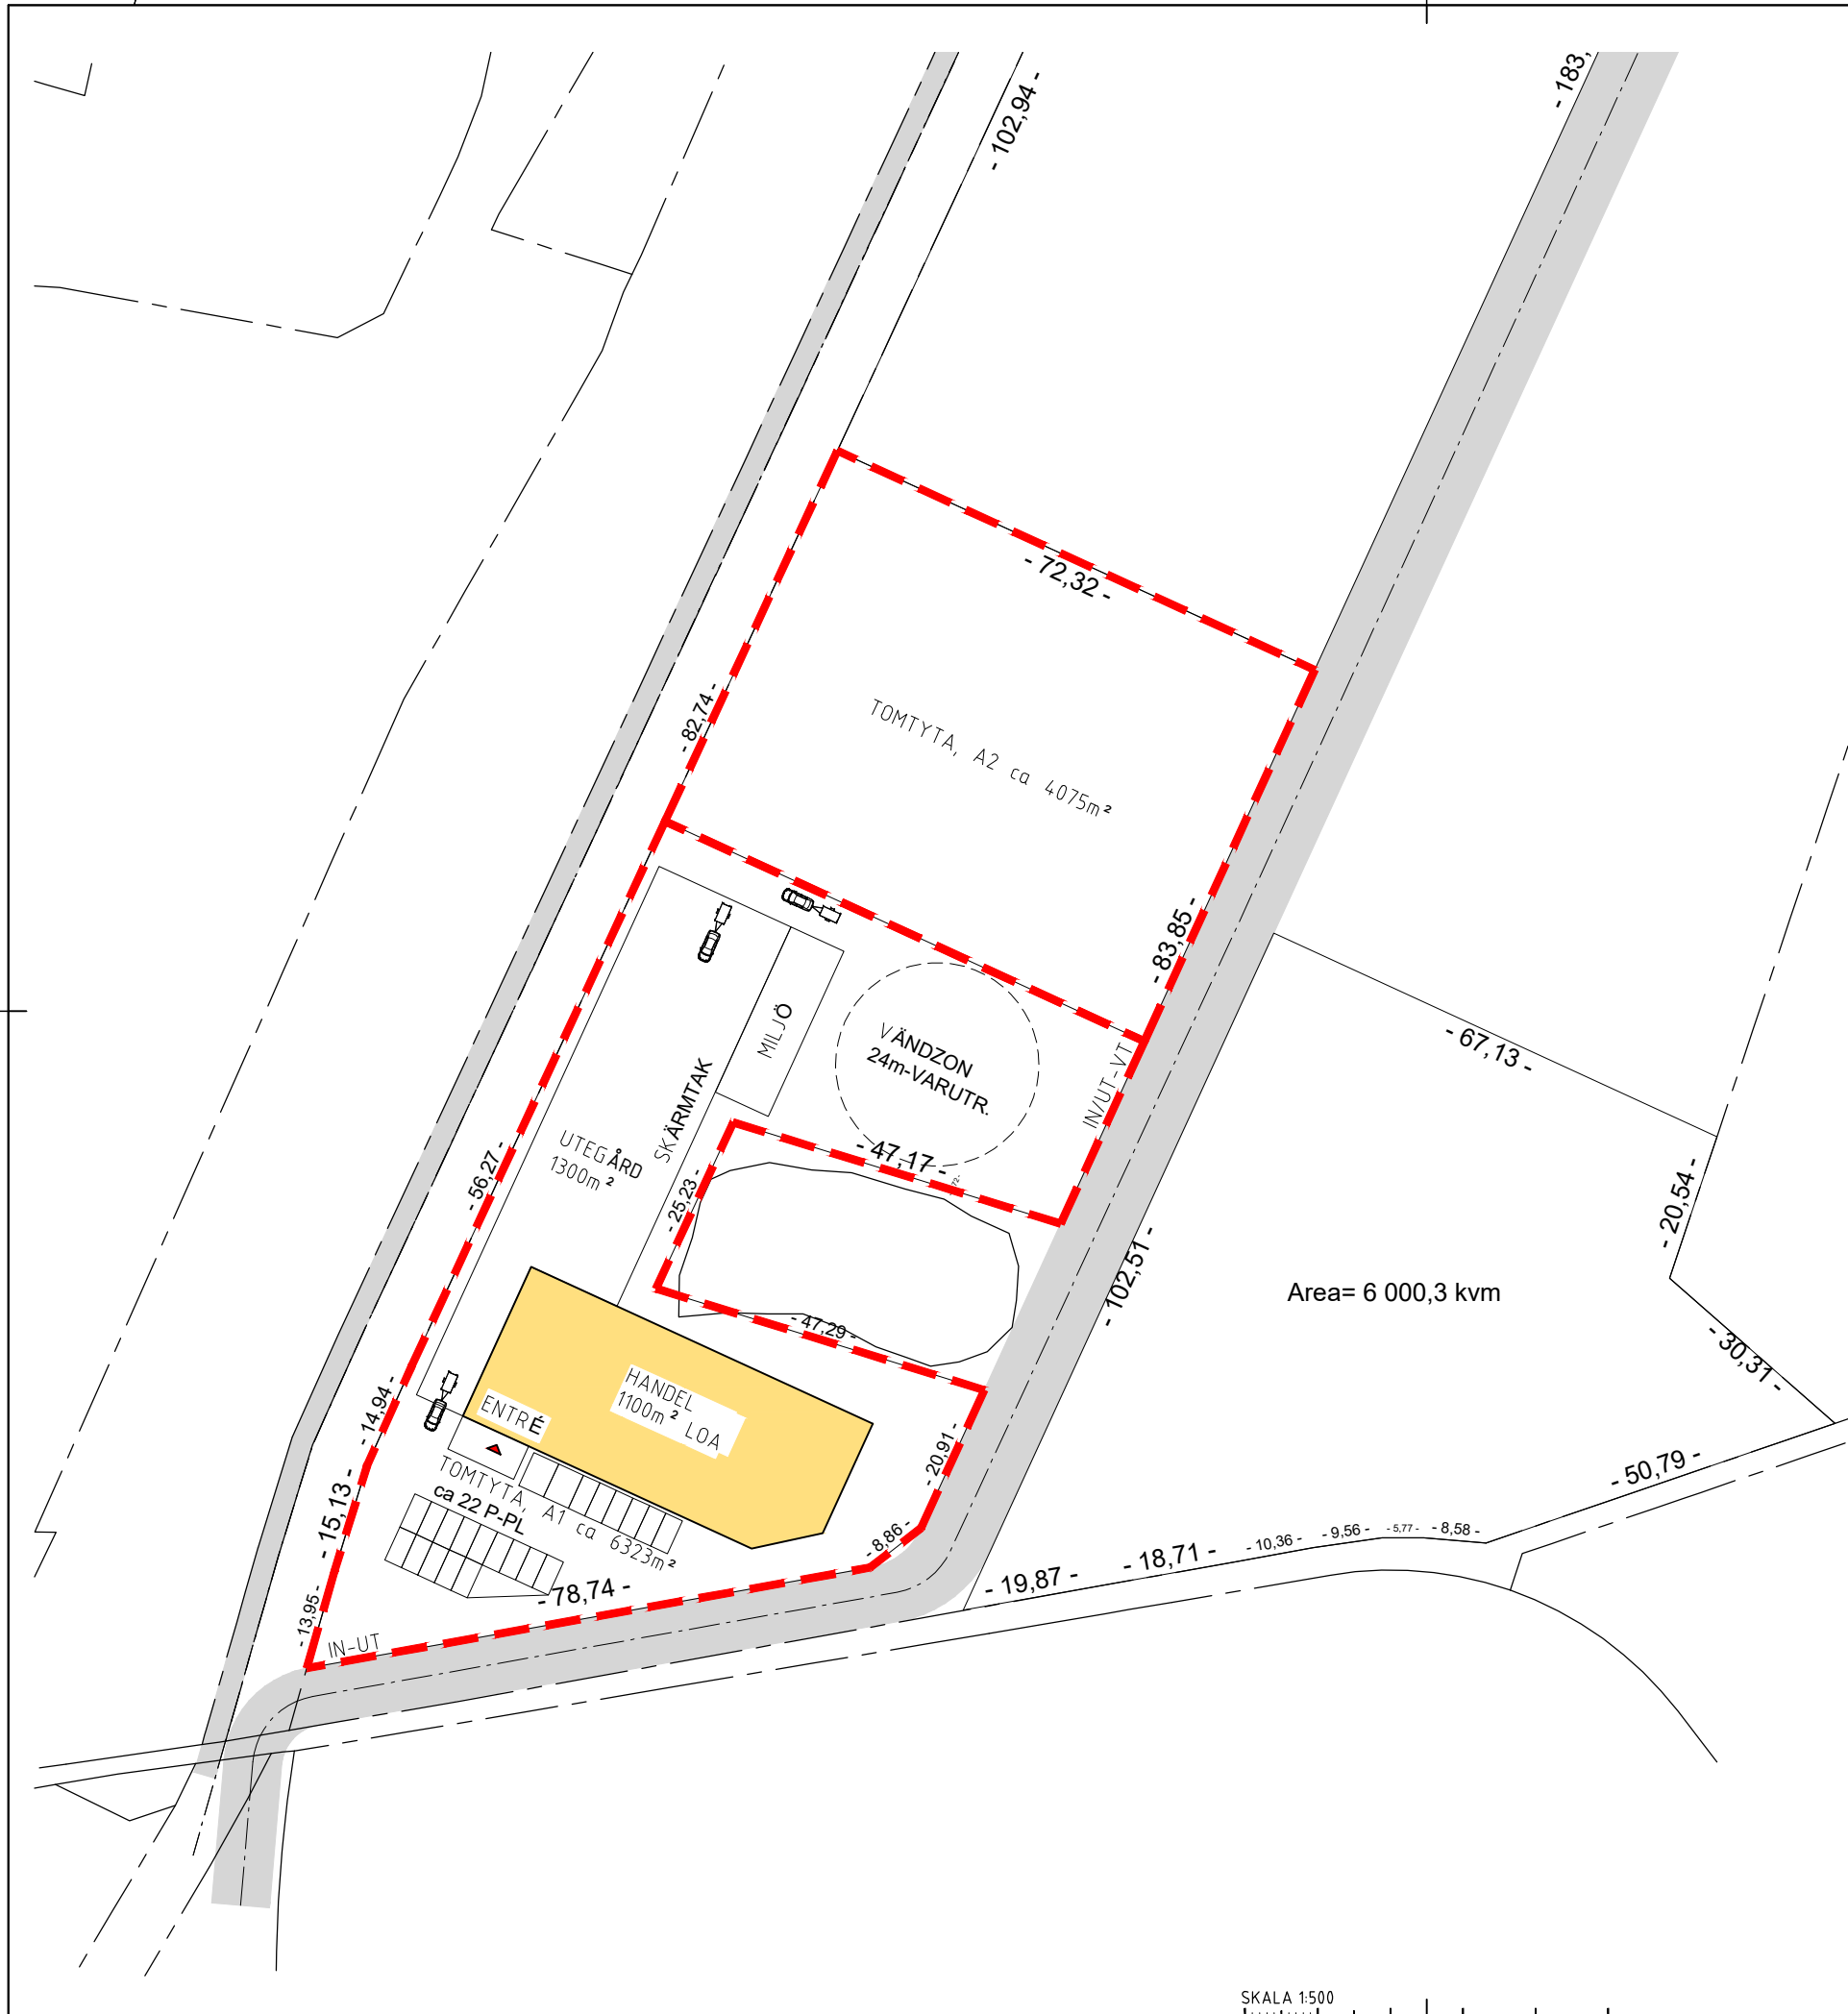 - 183,
- 102,94 -
- 72,32 -
- 82,74 -
TOMTYTA, A2 ca 4075m²
- 83,85 -
MILJÖ
VÄNDZON
24m-VARUTR.
IN/UT-VT
- 67,13 -
SKÄRMTAK
UTEGÅRD
1300m²
- 56,27 -
- 47,17 -
- 25,23 -
- 20,54 -
- 102,51 -
Area= 6 000,3 kvm
- 47,29 -
- 30,31 -
HANDEL
1100m² LOA
ENTRÉ
- 14,94 -
- 20,91 -
TOMTYTA, A1 ca 6323m²
ca 22 P-PL
- 15,13 -
- 8,86 -
- 50,79 -
- 13,95 -
- 78,74 -
IN-UT
- 19,87 -
- 18,71 -
- 10,36 -
- 9,56 -
- 5,77 -
- 8,58 -
SKALA 1:500